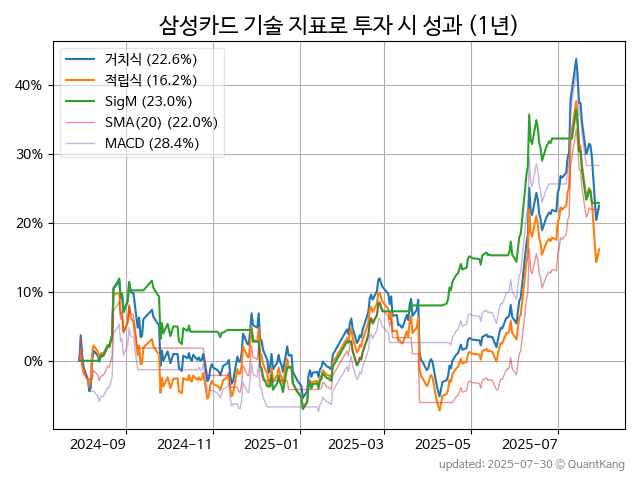 삼성카드 기술 지표로 투자 시 성과 (1년)
거치식 (22.6%)
적립식 (16.2%)
SigM (23.0%)
SMA(20) (22.0%)
MACD (28.4%)
40%
30%
20%
10%
0%
2024-09 2024-11 2025-01 2025-03 2025-05 2025-07
updated: 2025-07-30 © QuantKang